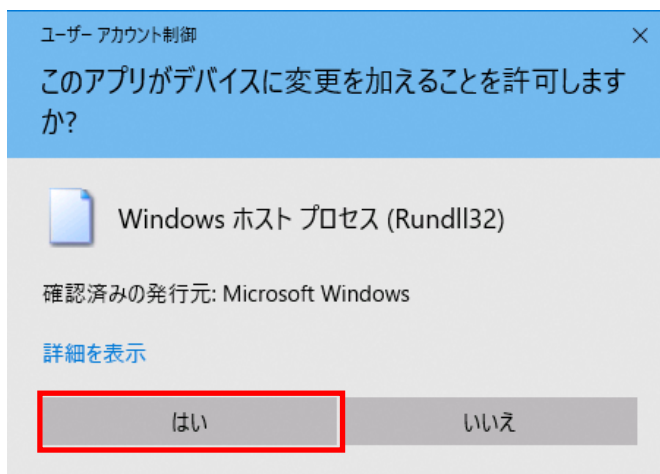 ユーザー アカウント制御
このアプリがデバイスに変更を加えることを許可します
か?
Windows ホスト プロセス (Rundll32)
確認済みの発行元: Microsoft Windows
詳細を表示
はい
いいえ